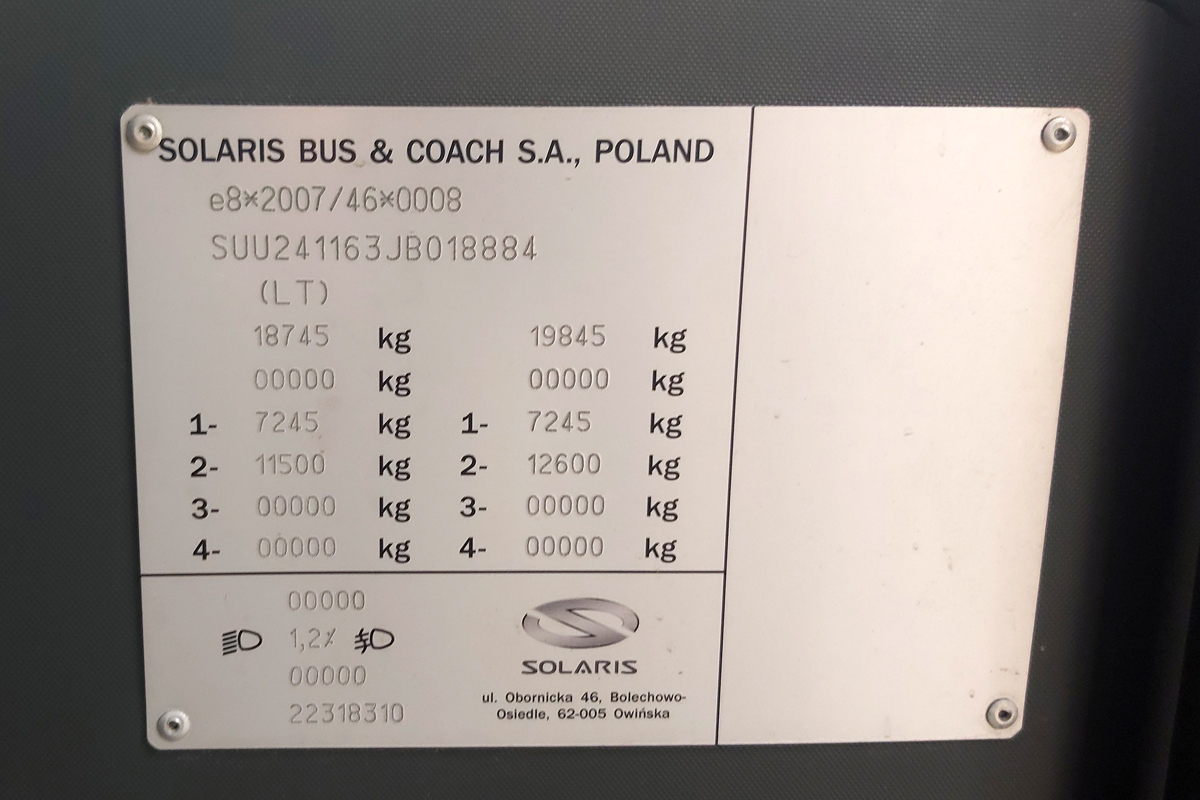 SOLARIS BUS & COACH S.A., POLAND
e8*2007/46*0008
SUU241163JB018884
(LT)
18745 kg 19845 kg
00000 kg 00000 kg
1- 7245 kg 1- 7245 kg
2- 11500 kg 2- 12600 kg
3- 00000 kg 3- 00000 kg
4- 00000 kg 4- 00000 kg
00000
1,2%
00000
22318310
SOLARIS
ul. Obornicka 46, Bolechowo-
Osiedle, 62-005 Owińska